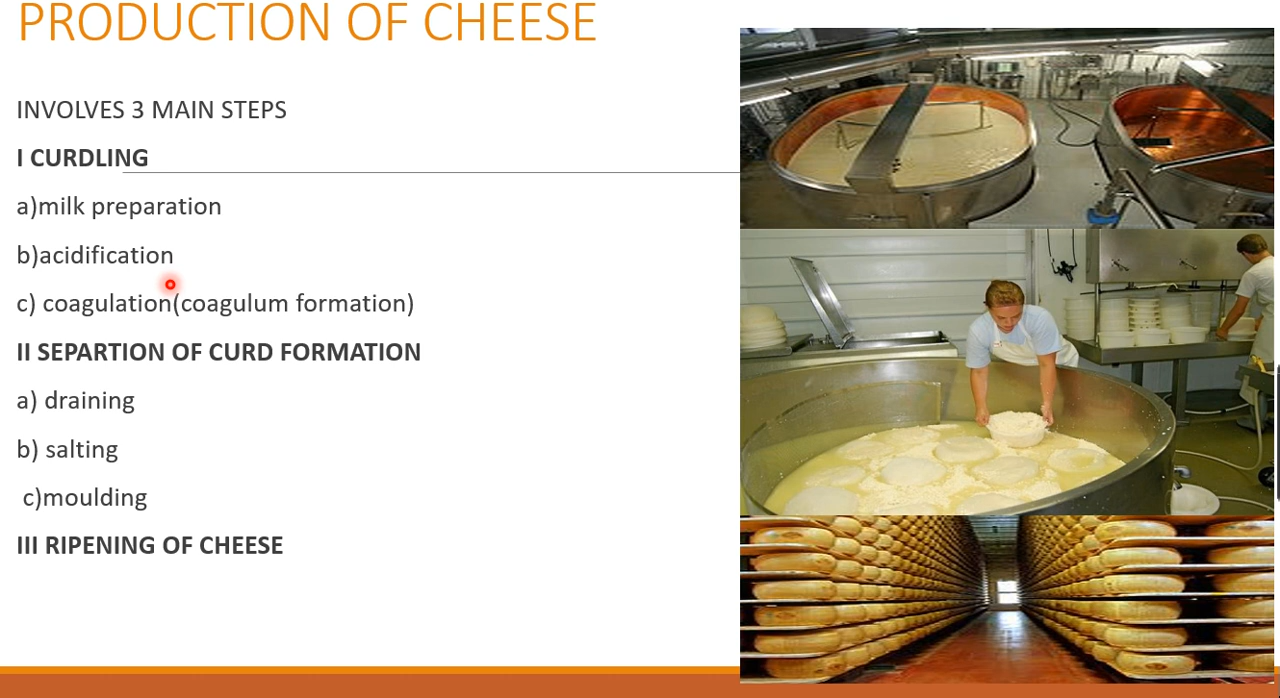 PRODUCTION OF CHEESE
INVOLVES 3 MAIN STEPS
I CURDLING
a)milk preparation
b)acidification
c) coagulation(coagulum formation)
II SEPARTION OF CURD FORMATION
a) draining
b) salting
c)moulding
III RIPENING OF CHEESE